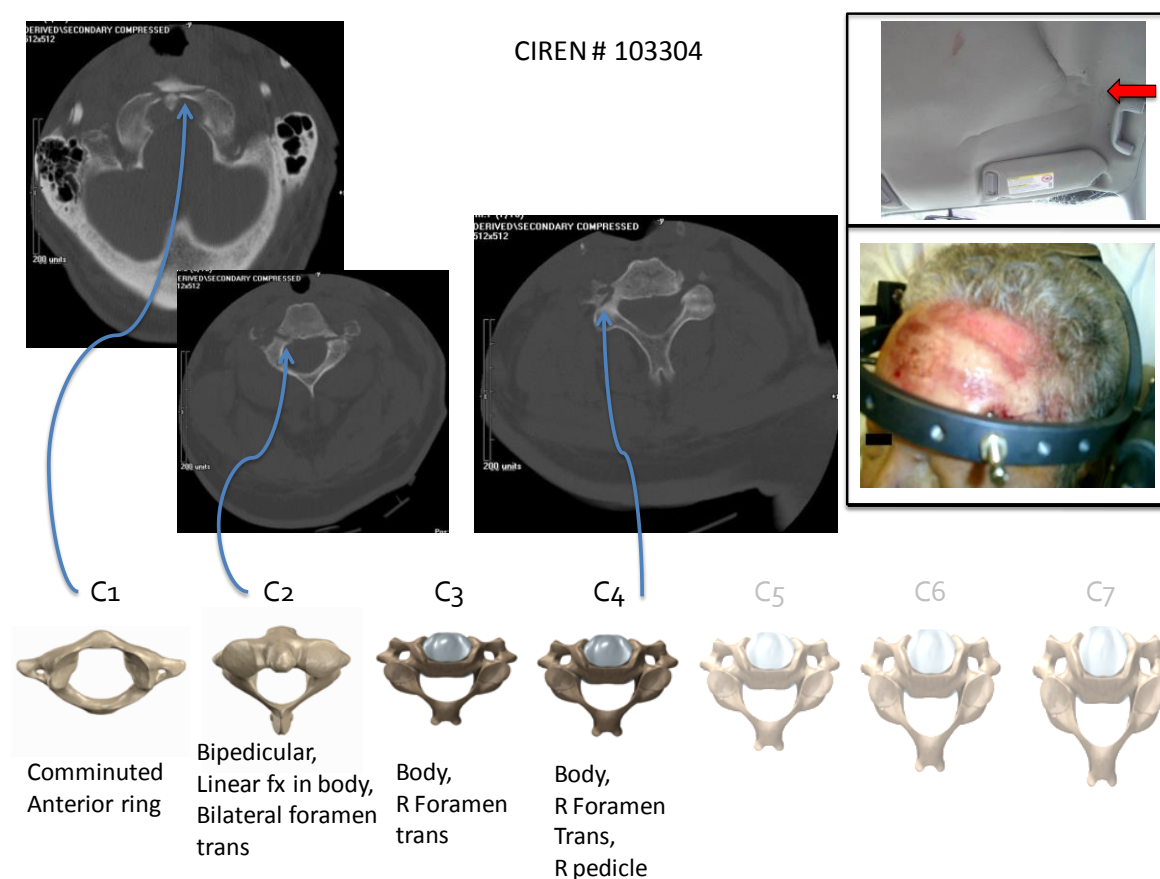 CIREN # 103304
DERIVED\SECONDARY COMPRESSED
512x512
200 units
DERIVED\SECONDARY COMPRESSED
12x512
200 units
DERIVED\SECONDARY COMPRESSED
512x512
200 units
C1
C2
C3
C4
C5
C6
C7
Comminuted
Anterior ring
Bipedicular,
Linear fx in body,
Bilateral foramen
trans
Body,
R Foramen
trans
Body,
R Foramen
Trans,
R pedicle